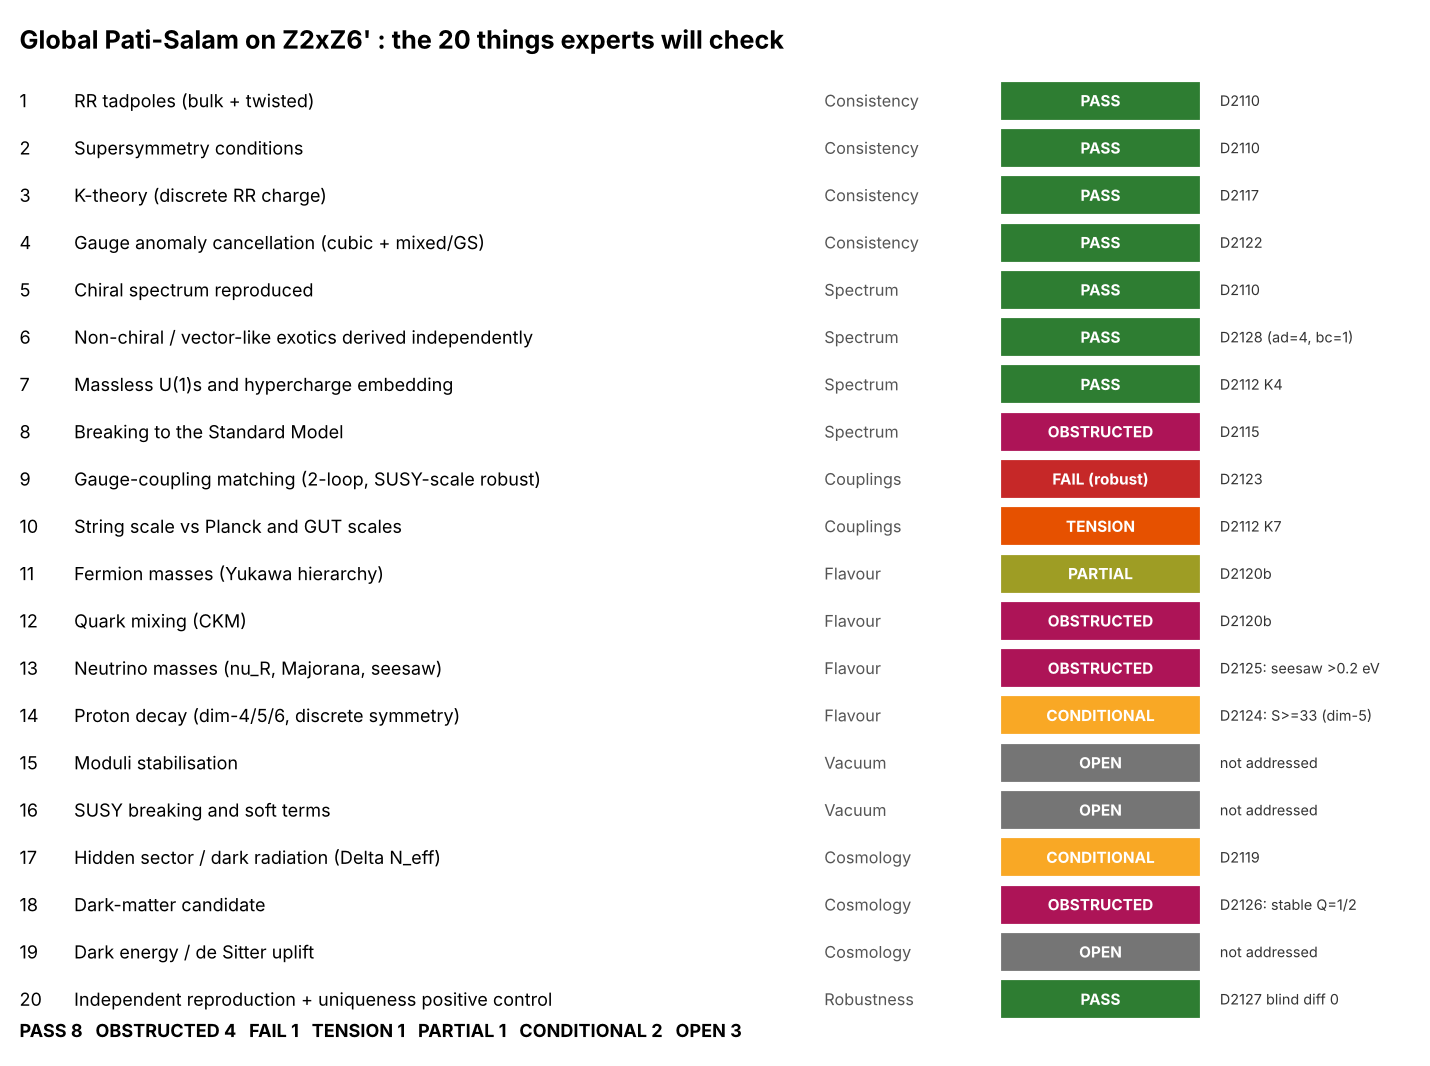 Global Pati-Salam on Z2xZ6' : the 20 things experts will check
1 RR tadpoles (bulk + twisted) Consistency PASS D2110
2 Supersymmetry conditions Consistency PASS D2110
3 K-theory (discrete RR charge) Consistency PASS D2117
4 Gauge anomaly cancellation (cubic + mixed/GS) Consistency PASS D2122
5 Chiral spectrum reproduced Spectrum PASS D2110
6 Non-chiral / vector-like exotics derived independently Spectrum PASS D2128 (ad=4, bc=1)
7 Massless U(1)s and hypercharge embedding Spectrum PASS D2112 K4
8 Breaking to the Standard Model Spectrum OBSTRUCTED D2115
9 Gauge-coupling matching (2-loop, SUSY-scale robust) Couplings FAIL (robust) D2123
10 String scale vs Planck and GUT scales Couplings TENSION D2112 K7
11 Fermion masses (Yukawa hierarchy) Flavour PARTIAL D2120b
12 Quark mixing (CKM) Flavour OBSTRUCTED D2120b
13 Neutrino masses (nu_R, Majorana, seesaw) Flavour OBSTRUCTED D2125: seesaw >0.2 eV
14 Proton decay (dim-4/5/6, discrete symmetry) Flavour CONDITIONAL D2124: S>=33 (dim-5)
15 Moduli stabilisation Vacuum OPEN not addressed
16 SUSY breaking and soft terms Vacuum OPEN not addressed
17 Hidden sector / dark radiation (Delta N_eff) Cosmology CONDITIONAL D2119
18 Dark-matter candidate Cosmology OBSTRUCTED D2126: stable Q=1/2
19 Dark energy / de Sitter uplift Cosmology OPEN not addressed
20 Independent reproduction + uniqueness positive control Robustness PASS D2127 blind diff 0
PASS 8 OBSTRUCTED 4 FAIL 1 TENSION 1 PARTIAL 1 CONDITIONAL 2 OPEN 3